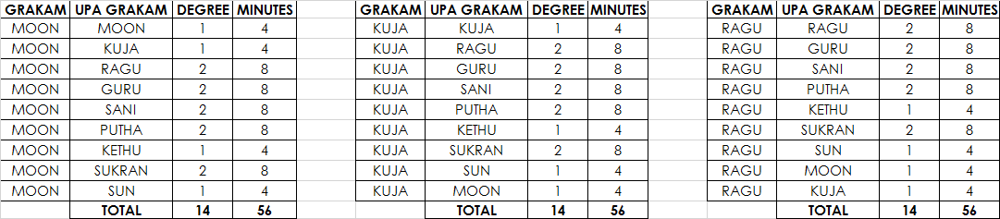 GRAKAM UPA GRAKAM DEGREE MINUTES GRAKAM UPA GRAKAM DEGREE MINUTES GRAKAM UPA GRAKAM DEGREE MINUTES
MOON MOON 1 4 KUJA KUJA 1 4 RAGU RAGU 2 8
MOON KUJA 1 4 KUJA RAGU 2 8 RAGU GURU 2 8
MOON RAGU 2 8 KUJA GURU 2 8 RAGU SANI 2 8
MOON GURU 2 8 KUJA SANI 2 8 RAGU PUTHA 2 8
MOON SANI 2 8 KUJA PUTHA 2 8 RAGU KETHU 1 4
MOON PUTHA 2 8 KUJA KETHU 1 4 RAGU SUKRAN 2 8
MOON KETHU 1 4 KUJA SUKRAN 2 8 RAGU SUN 1 4
MOON SUKRAN 2 8 KUJA SUN 1 4 RAGU MOON 1 4
MOON SUN 1 4 KUJA MOON 1 4 RAGU KUJA 1 4
TOTAL 14 56 TOTAL 14 56 TOTAL 14 56